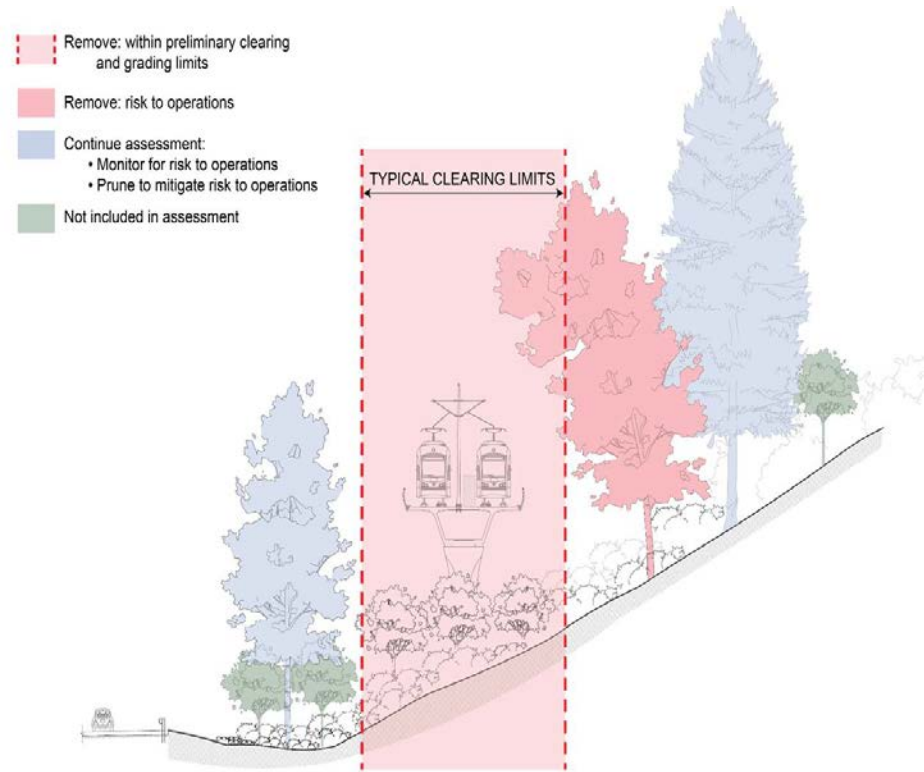 Remove: within preliminary clearing
and grading limits
Remove: risk to operations
Continue assessment:
• Monitor for risk to operations
• Prune to mitigate risk to operations
Not included in assessment
TYPICAL CLEARING LIMITS